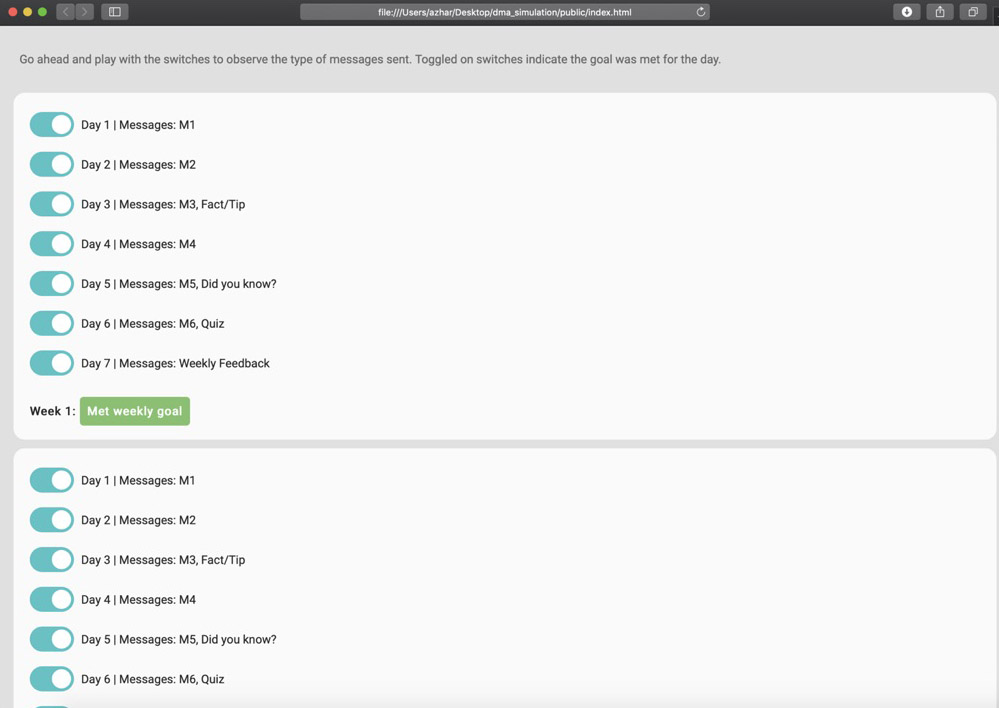 file:///Users/azhar/Desktop/dma_simulation/public/index.html
Go ahead and play with the switches to observe the type of messages sent. Toggled on switches indicate the goal was met for the day.
Day 1 | Messages: M1
Day 2 | Messages: M2
Day 3 | Messages: M3, Fact/Tip
Day 4 | Messages: M4
Day 5 | Messages: M5, Did you know?
Day 6 | Messages: M6, Quiz
Day 7 | Messages: Weekly Feedback
Week 1: Met weekly goal
Day 1 | Messages: M1
Day 2 | Messages: M2
Day 3 | Messages: M3, Fact/Tip
Day 4 | Messages: M4
Day 5 | Messages: M5, Did you know?
Day 6 | Messages: M6, Quiz